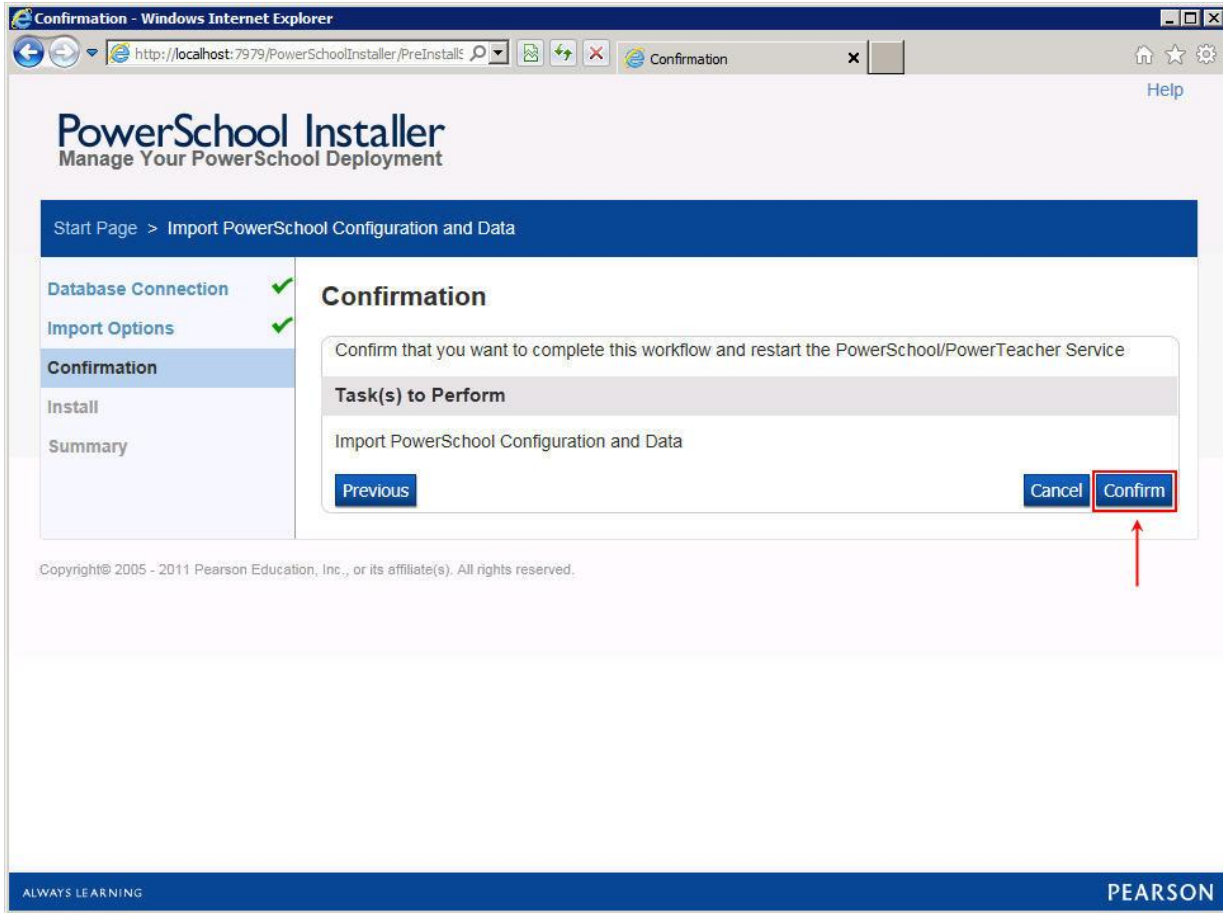 Confirmation - Windows Internet Explorer
http://localhost:7979/PowerSchoolInstaller/PreInstallS
Confirmation
Help
PowerSchool Installer
Manage Your PowerSchool Deployment
Start Page > Import PowerSchool Configuration and Data
Database Connection
Import Options
Confirmation
Install
Summary
Confirmation
Confirm that you want to complete this workflow and restart the PowerSchool/PowerTeacher Service
Task(s) to Perform
Import PowerSchool Configuration and Data
Previous
Cancel Confirm
Copyright© 2005 - 2011 Pearson Education, Inc., or its affiliate(s). All rights reserved.
ALWAYS LEARNING
PEARSON